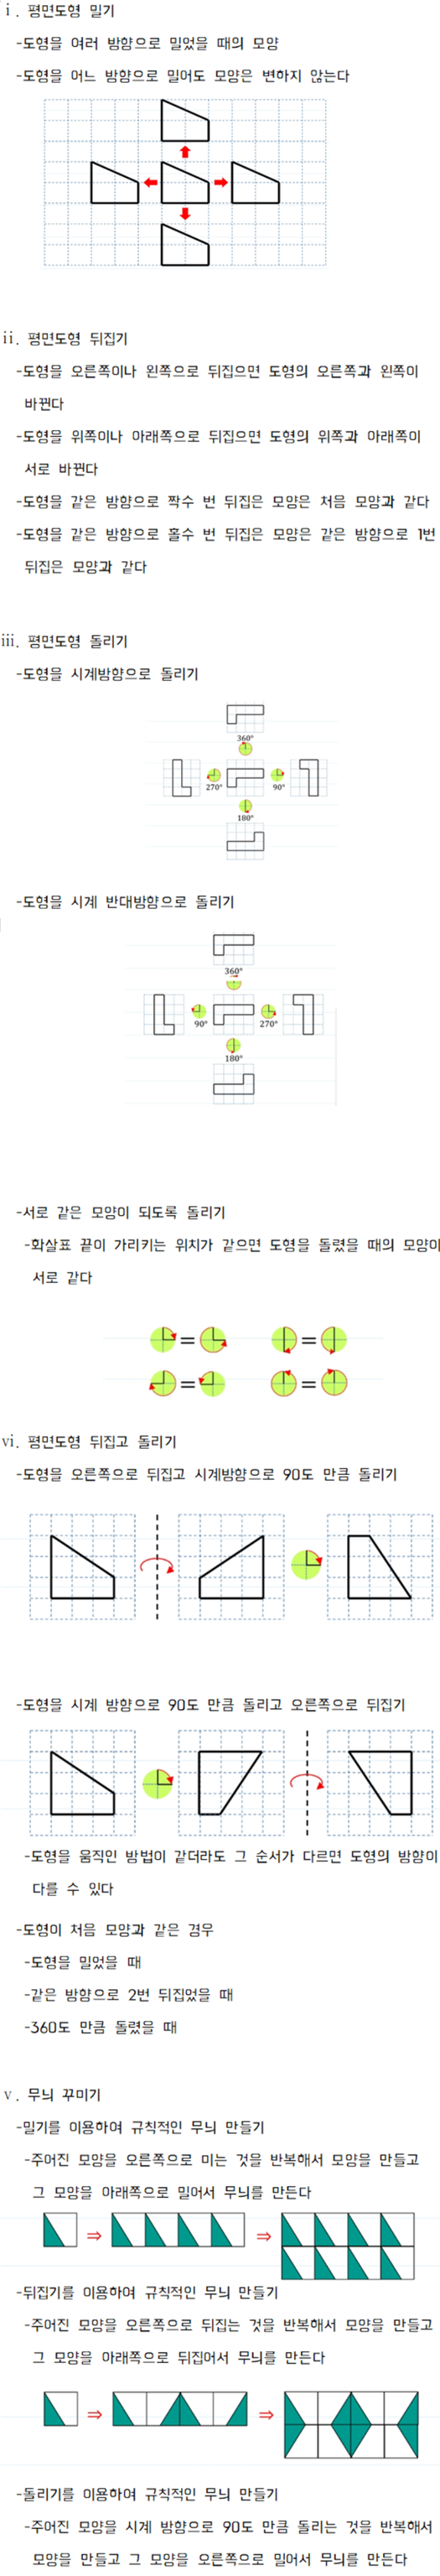 ⅰ. 평면도형 밀기
-도형을 여러 방향으로 밀었을 때의 모양
-도형을 어느 방향으로 밀어도 모양은 변하지 않는다
ⅱ. 평면도형 뒤집기
-도형을 오른쪽이나 왼쪽으로 뒤집으면 도형의 오른쪽과 왼쪽이
바뀐다
-도형을 위쪽이나 아래쪽으로 뒤집으면 도형의 위쪽과 아래쪽이
서로 바뀐다
-도형을 같은 방향으로 짝수 번 뒤집은 모양은 처음 모양과 같다
-도형을 같은 방향으로 홀수 번 뒤집은 모양은 같은 방향으로 1번
뒤집은 모양과 같다
ⅲ. 평면도형 돌리기
-도형을 시계방향으로 돌리기
360°
270°
90°
180°
-도형을 시계 반대방향으로 돌리기
360°
90°
270°
180°
-서로 같은 모양이 되도록 돌리기
-화살표 끝이 가리키는 위치가 같으면 도형을 돌렸을 때의 모양이
서로 같다
= =
= =
ⅵ. 평면도형 뒤집고 돌리기
-도형을 오른쪽으로 뒤집고 시계방향으로 90도 만큼 돌리기
-도형을 시계 방향으로 90도 만큼 돌리고 오른쪽으로 뒤집기
-도형을 움직인 방법이 같더라도 그 순서가 다르면 도형의 방향이
다를 수 있다
-도형이 처음 모양과 같은 경우
-도형을 밀었을 때
-같은 방향으로 2번 뒤집었을 때
-360도 만큼 돌렸을 때
ⅴ. 무늬 꾸미기
-밀기를 이용하여 규칙적인 무늬 만들기
-주어진 모양을 오른쪽으로 미는 것을 반복해서 모양을 만들고
그 모양을 아래쪽으로 밀어서 무늬를 만든다
⇒ ⇒
-뒤집기를 이용하여 규칙적인 무늬 만들기
-주어진 모양을 오른쪽으로 뒤집는 것을 반복해서 모양을 만들고
그 모양을 아래쪽으로 뒤집어서 무늬를 만든다
⇒ ⇒
-돌리기를 이용하여 규칙적인 무늬 만들기
-주어진 모양을 시계 방향으로 90도 만큼 돌리는 것을 반복해서
모양을 만들고 그 모양을 오른쪽으로 밀어서 무늬를 만든다